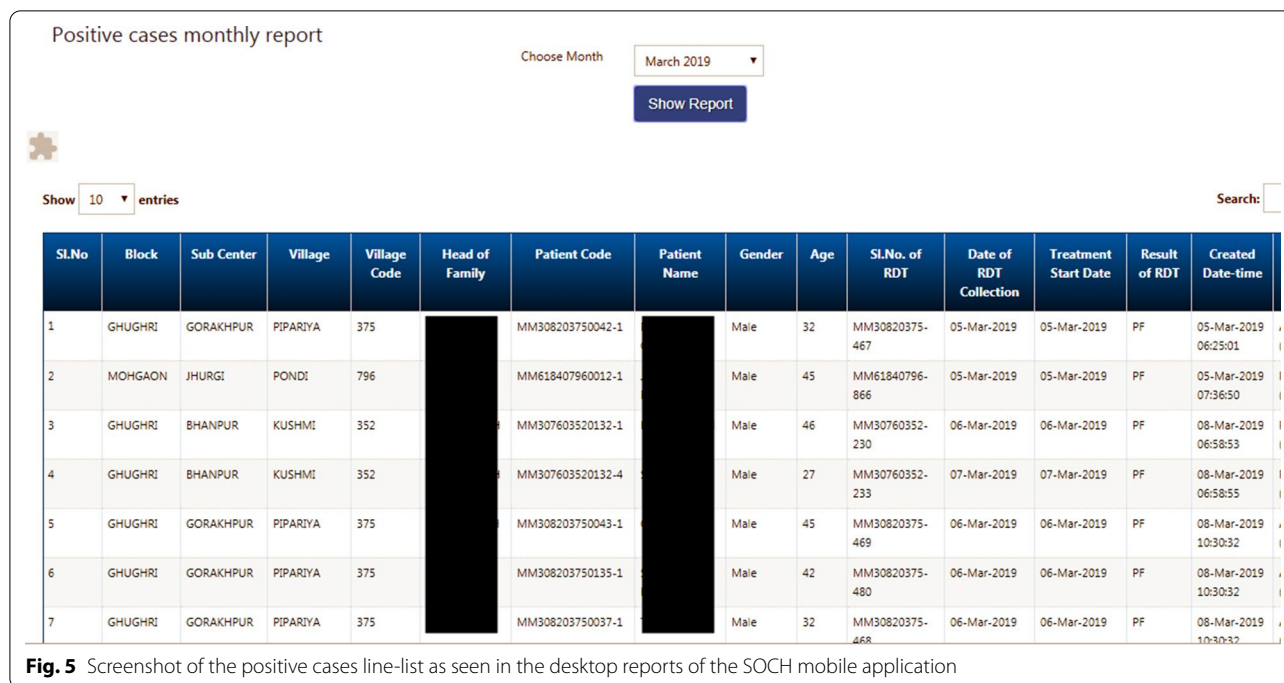 Positive cases monthly report
Choose Month March 2019
Show Report
Show 10 entries Search:
Sl.No Block Sub Center Village Village Code Head of Family Patient Code Patient Name Gender Age Sl.No. of RDT Date of RDT Collection Treatment Start Date Result of RDT Created Date-time
1 GHUGHRI GORAKHPUR PIPARIYA 375 MM308203750042-1 Male 32 MM30820375-467 05-Mar-2019 05-Mar-2019 PF 05-Mar-2019 06:25:01
2 MOHGAON JHURGI PONDI 796 MM618407960012-1 Male 45 MM61840796-866 05-Mar-2019 05-Mar-2019 PF 05-Mar-2019 07:36:50
3 GHUGHRI BHANPUR KUSHMI 352 MM307603520132-1 Male 46 MM30760352-230 06-Mar-2019 06-Mar-2019 PF 08-Mar-2019 06:58:53
4 GHUGHRI BHANPUR KUSHMI 352 MM307603520132-4 Male 27 MM30760352-233 07-Mar-2019 07-Mar-2019 PF 08-Mar-2019 06:58:55
5 GHUGHRI GORAKHPUR PIPARIYA 375 MM308203750043-1 Male 45 MM30820375-469 06-Mar-2019 06-Mar-2019 PF 08-Mar-2019 10:30:32
6 GHUGHRI GORAKHPUR PIPARIYA 375 MM308203750135-1 Male 42 MM30820375-480 06-Mar-2019 06-Mar-2019 PF 08-Mar-2019 10:30:32
7 GHUGHRI GORAKHPUR PIPARIYA 375 MM308203750037-1 Male 32 MM30820375-468 06-Mar-2019 06-Mar-2019 PF 08-Mar-2019 10:30:32
Fig. 5 Screenshot of the positive cases line-list as seen in the desktop reports of the SOCH mobile application